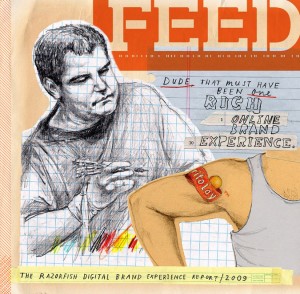 FEED
DUDE, THAT MUST HAVE
BEEN One
RICH
ONLINE
BRAND
EXPERIENCE.
THE RAZORFISH DIGITAL BRAND EXPERIENCE REPORT/2009